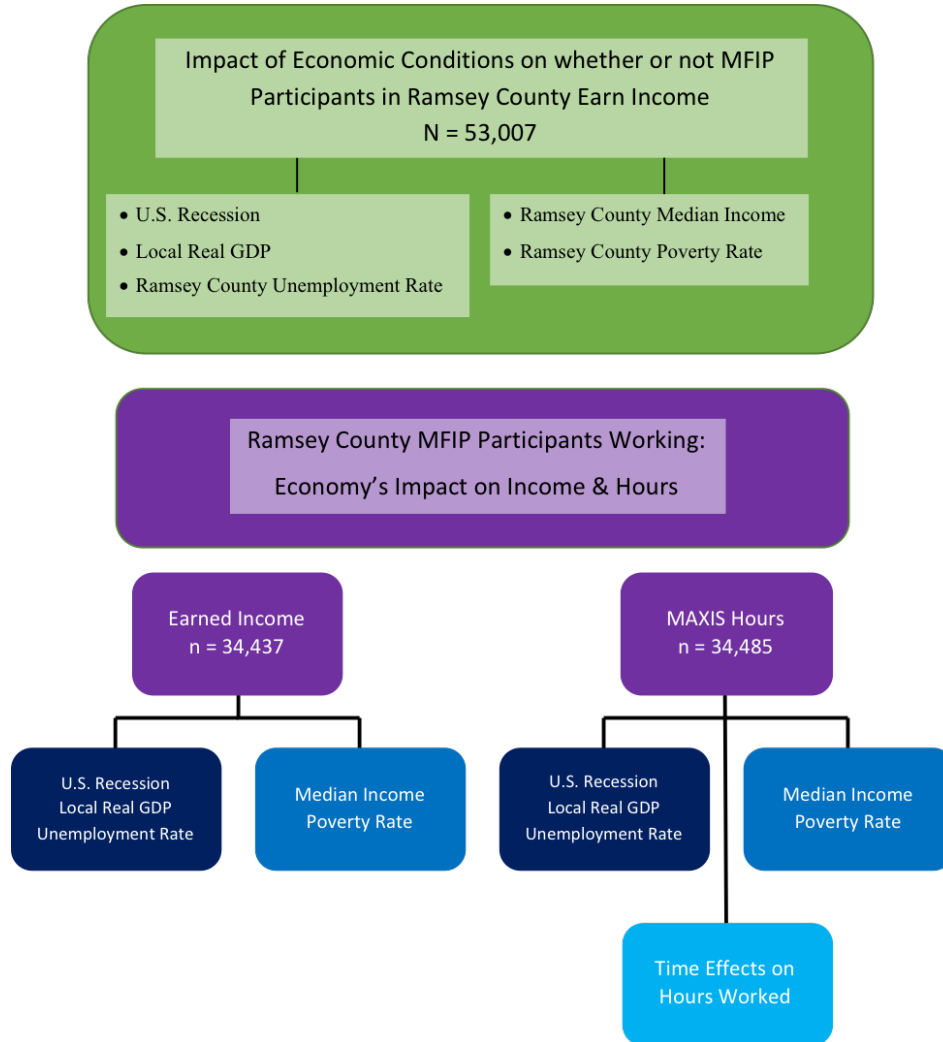 Impact of Economic Conditions on whether or not MFIP
Participants in Ramsey County Earn Income
N = 53,007
• U.S. Recession
• Local Real GDP
• Ramsey County Unemployment Rate
• Ramsey County Median Income
• Ramsey County Poverty Rate
Ramsey County MFIP Participants Working:
Economy’s Impact on Income & Hours
Earned Income
n = 34,437
MAXIS Hours
n = 34,485
U.S. Recession
Local Real GDP
Unemployment Rate
Median Income
Poverty Rate
U.S. Recession
Local Real GDP
Unemployment Rate
Median Income
Poverty Rate
Time Effects on
Hours Worked